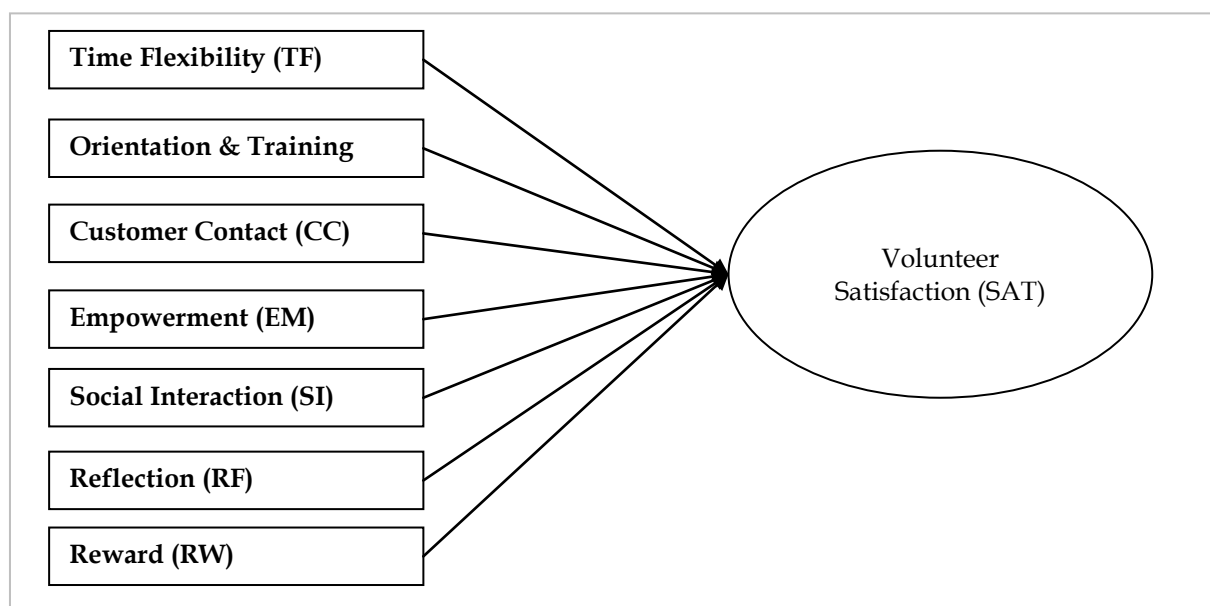 Time Flexibility (TF)
Orientation & Training
Customer Contact (CC)
Empowerment (EM)
Social Interaction (SI)
Reflection (RF)
Reward (RW)
Volunteer
Satisfaction (SAT)